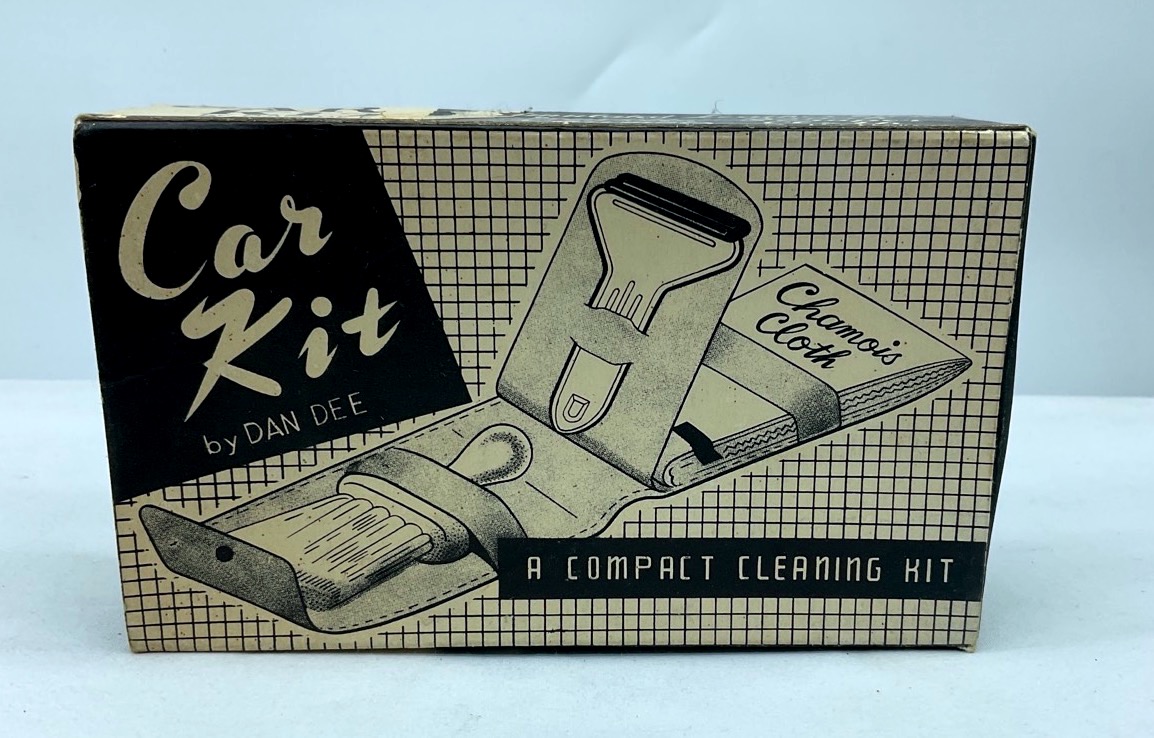 Car
Kit
by DAN DEE
Chamois
Cloth
A COMPACT CLEANING KIT